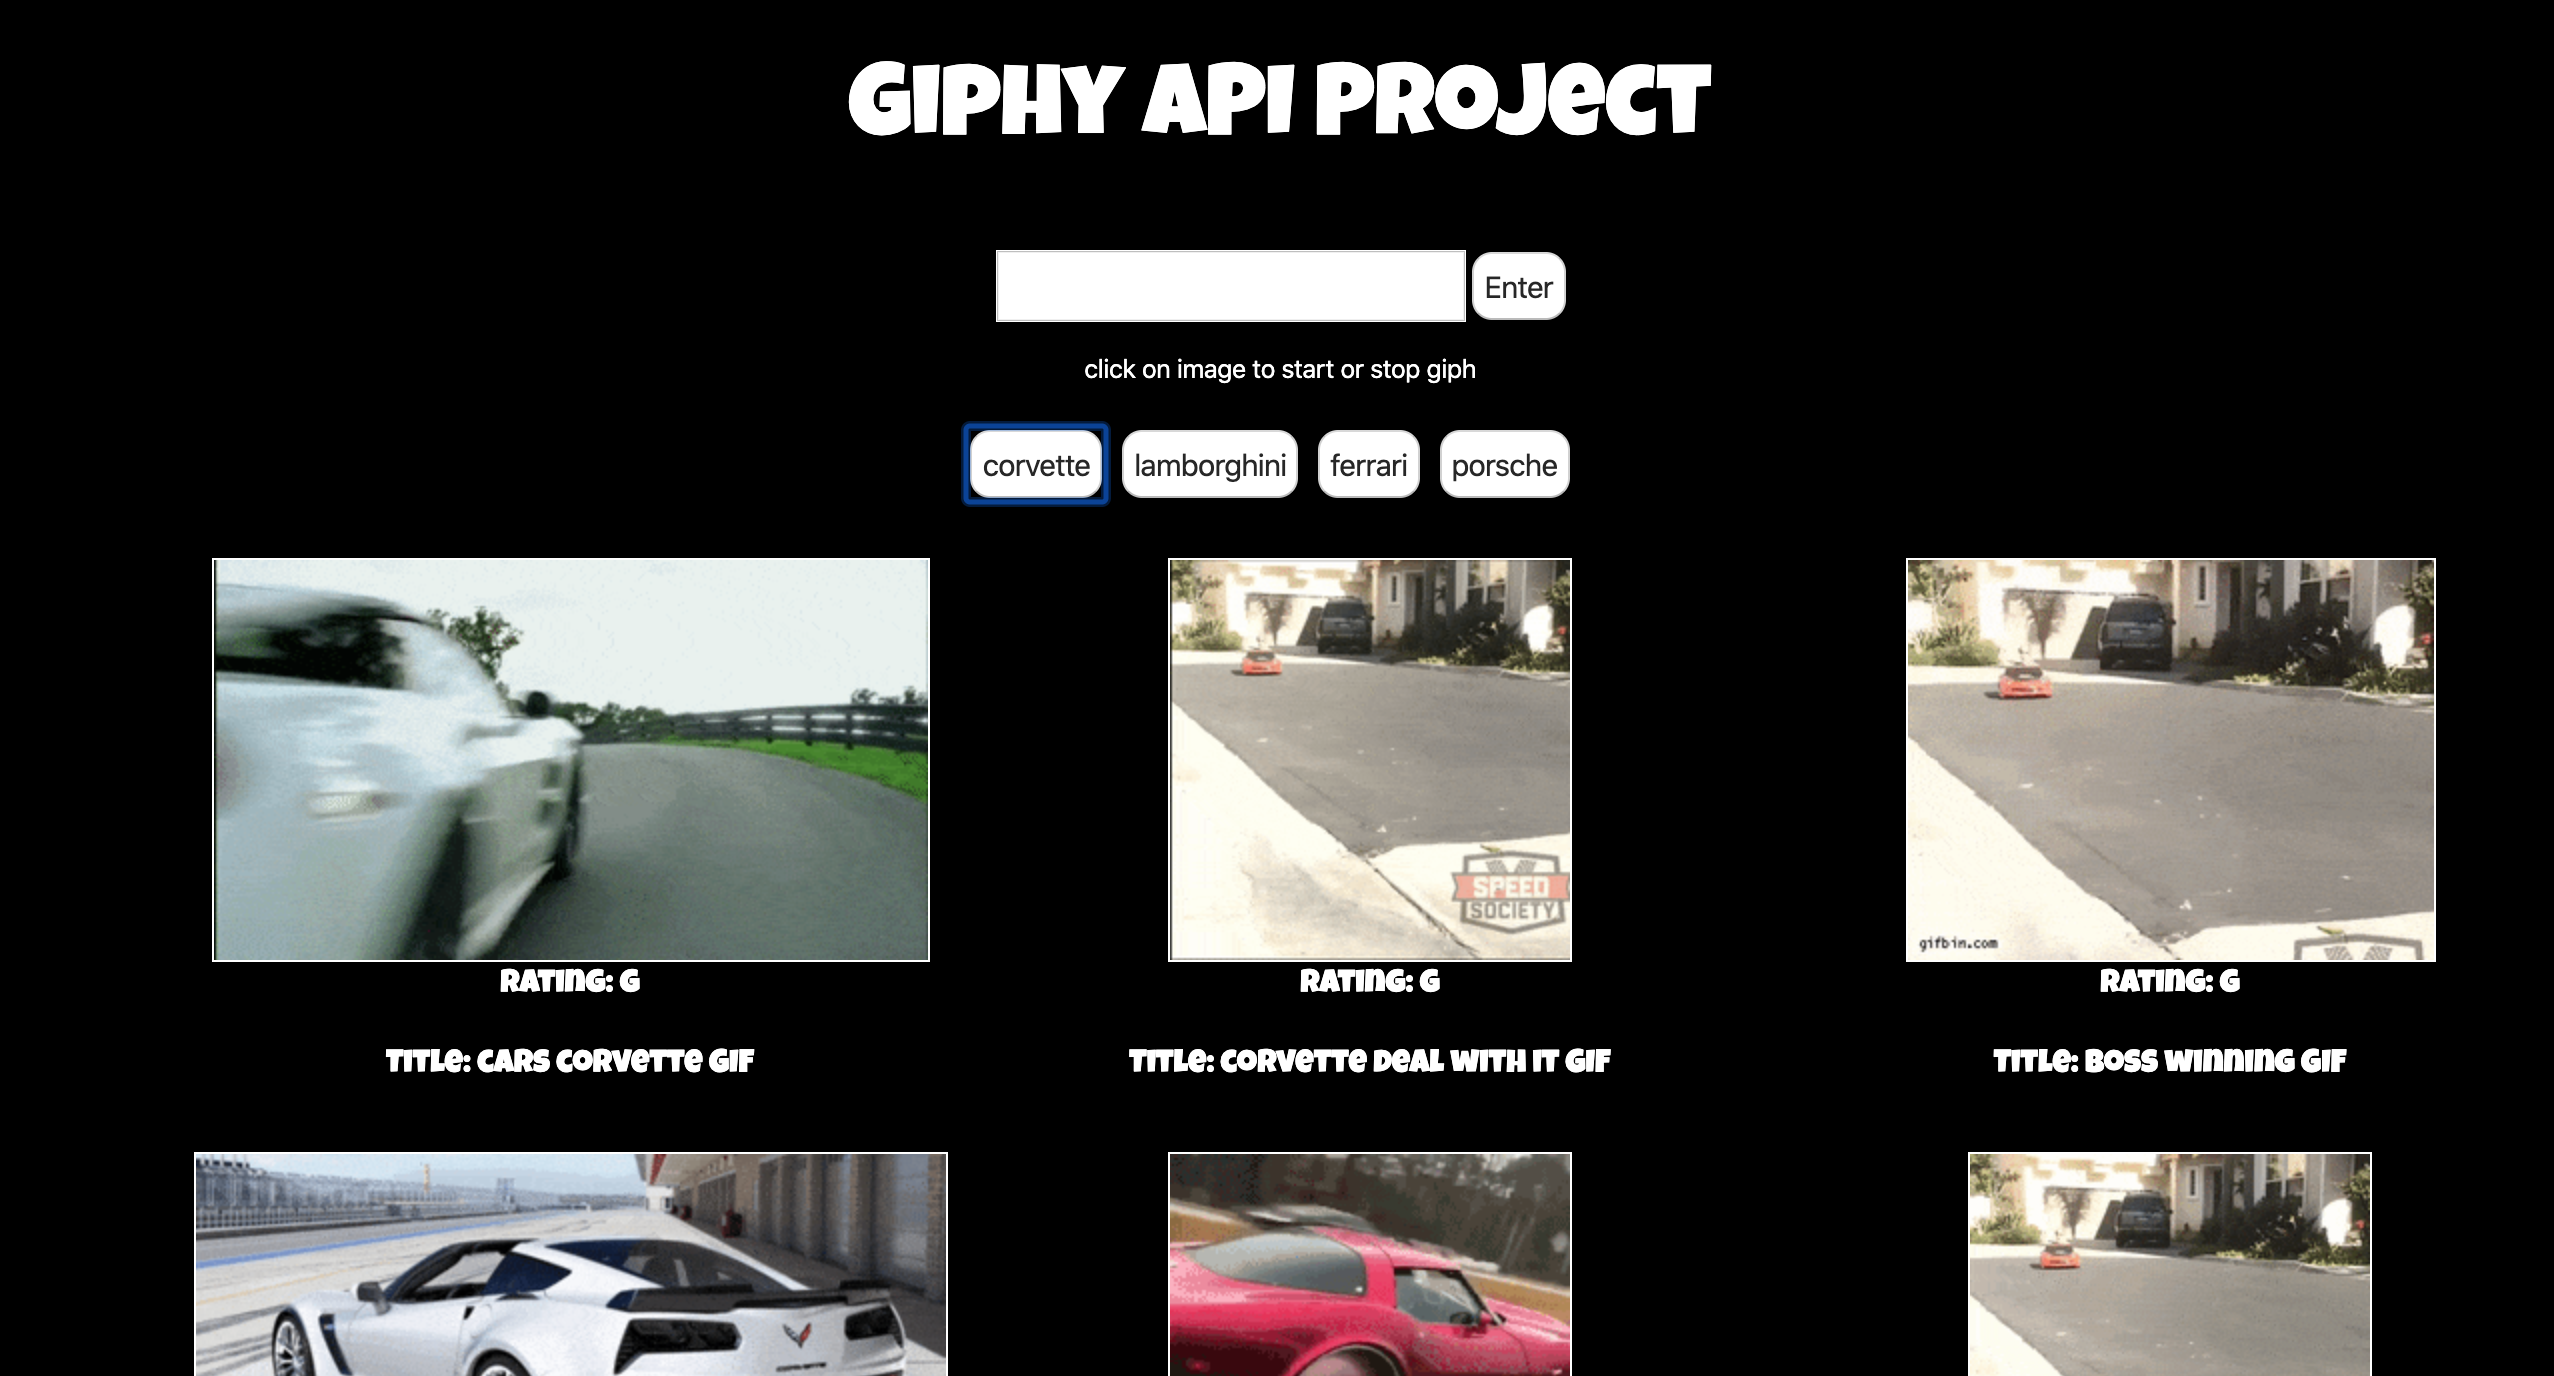 GIPHY API PROJECT
Enter
click on image to start or stop giph
corvette lamborghini ferrari porsche
SPEED
SOCIETY
gifbin.com
RATING: G RATING: G RATING: G
TITLE: CARS CORVETTE GIF TITLE: CORVETTE DEAL WITH IT GIF TITLE: BOSS WINNING GIF
CORVETTE